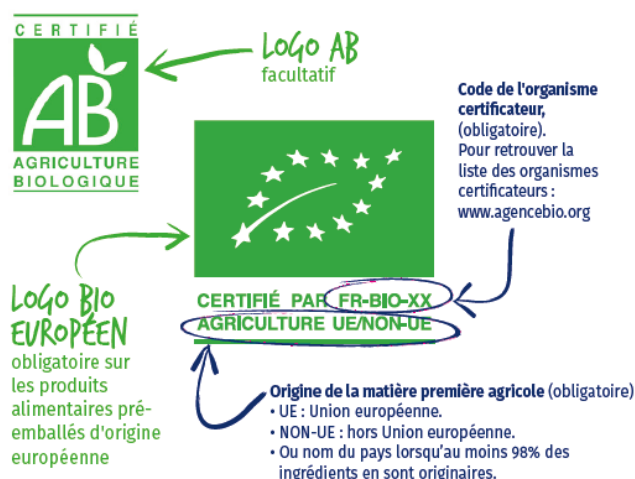 CERTIFIÉ
AB
AGRICULTURE
BIOLOGIQUE
LOGO AB
facultatif
Code de l'organisme
certificateur,
(obligatoire).
Pour retrouver la
liste des organismes
certificateurs :
www.agencebio.org
LOGO BIO
EUROPÉEN
obligatoire sur
les produits
alimentaires pré-
emballés d'origine
européenne
CERTIFIÉ PAR FR-BIO-XX
AGRICULTURE UE/NON-UE
Origine de la matière première agricole (obligatoire)
• UE : Union européenne.
• NON-UE : hors Union européenne.
• Ou nom du pays lorsqu'au moins 98% des
ingrédients en sont originaires.